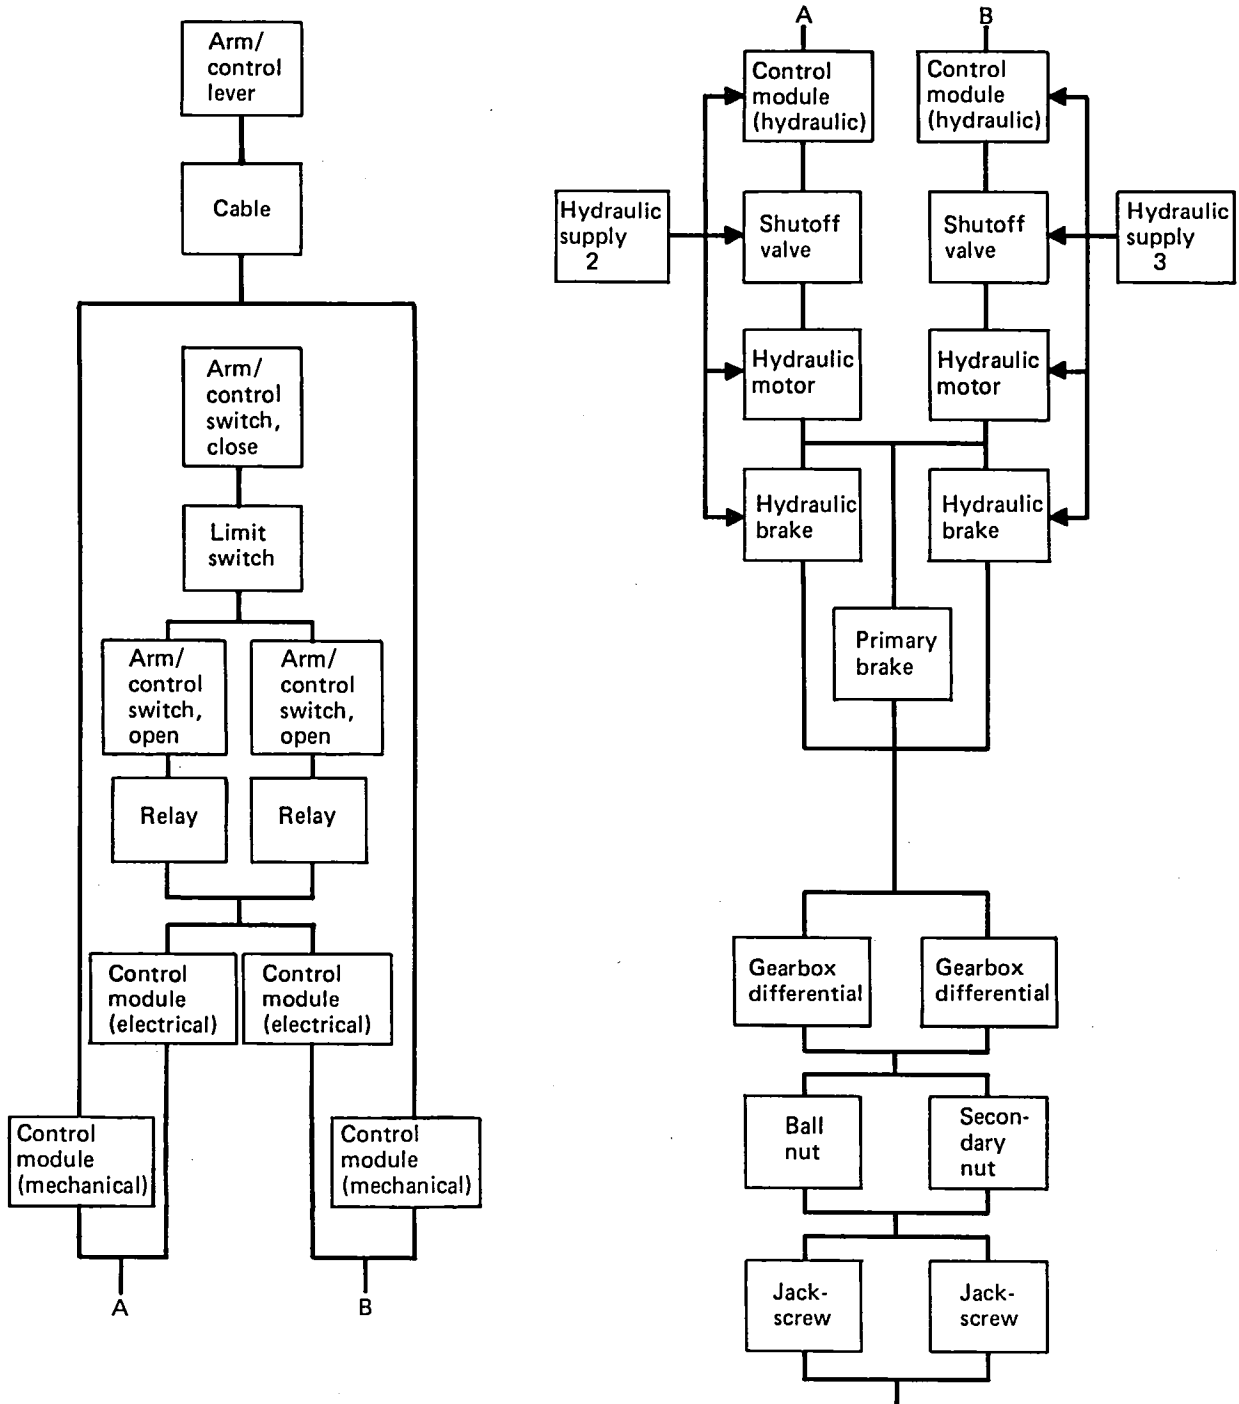 Arm/
control
lever
Cable
Arm/
control
switch,
close
Limit
switch
Arm/
control
switch,
open
Arm/
control
switch,
open
Relay
Relay
Control
module
(electrical)
Control
module
(electrical)
Control
module
(mechanical)
Control
module
(mechanical)
A
B
A
B
Control
module
(hydraulic)
Control
module
(hydraulic)
Hydraulic
supply
2
Shutoff
valve
Shutoff
valve
Hydraulic
supply
3
Hydraulic
motor
Hydraulic
motor
Hydraulic
brake
Hydraulic
brake
Primary
brake
Gearbox
differential
Gearbox
differential
Ball
nut
Secon-
dary
nut
Jack-
screw
Jack-
screw